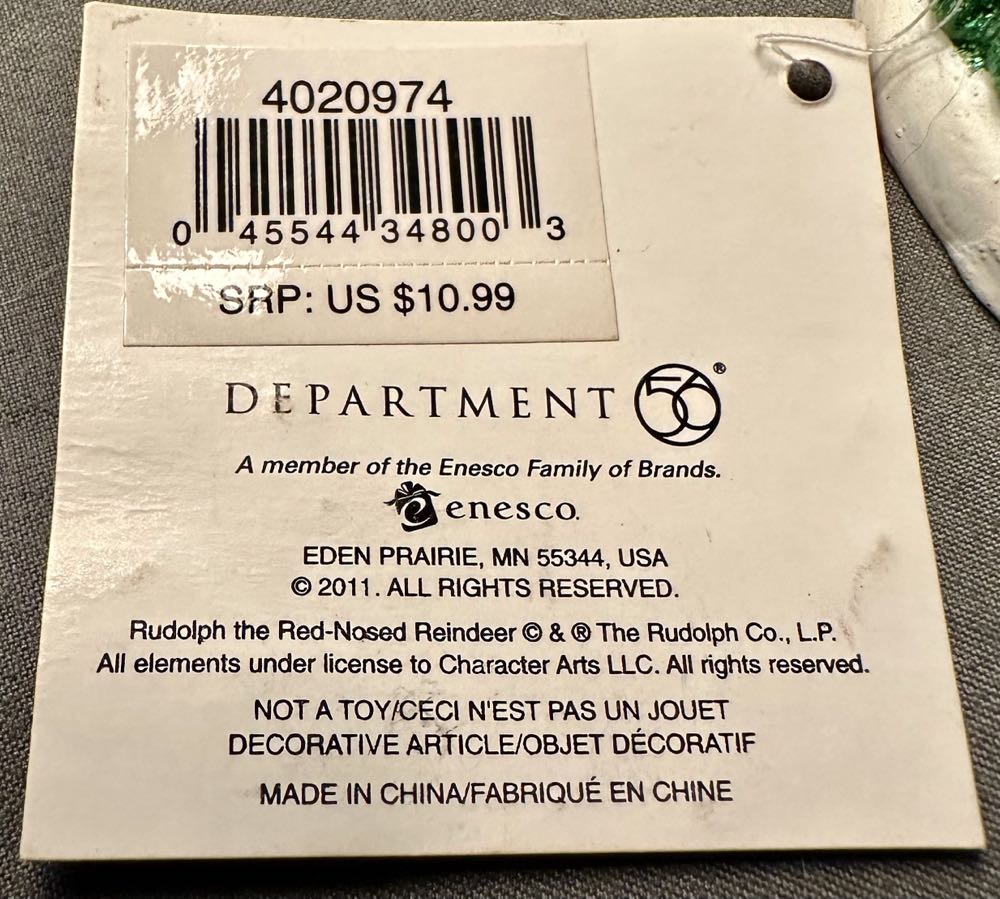 4020974
0 45544 34800 3
SRP: US $10.99
DEPARTMENT 56®
A member of the Enesco Family of Brands.
e enesco.
EDEN PRAIRIE, MN 55344, USA
© 2011. ALL RIGHTS RESERVED.
Rudolph the Red-Nosed Reindeer © & ® The Rudolph Co., L.P.
All elements under license to Character Arts LLC. All rights reserved.
NOT A TOY/CECI N'EST PAS UN JOUET
DECORATIVE ARTICLE/OBJET DÉCORATIF
MADE IN CHINA/FABRIQUÉ EN CHINE